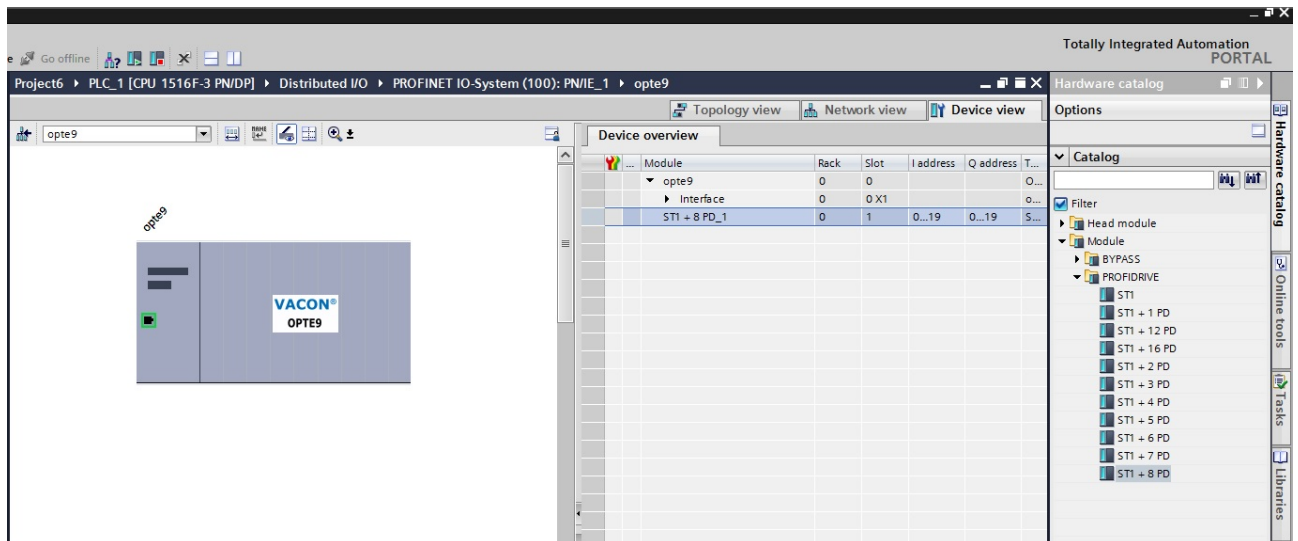 Totally Integrated Automation
PORTAL
e Go offline
Project6 ▸ PLC_1 [CPU 1516F-3 PN/DP] ▸ Distributed I/O ▸ PROFINET IO-System (100): PN/IE_1 ▸ opte9
Hardware catalog
Topology view Network view Device view
Options
opte9
Device overview
... Module Rack Slot I address Q address T...
opte9 0 0 O...
Interface 0 0 X1 o...
ST1 + 8 PD_1 0 1 0...19 0...19 S...
opte9
VACON®
OPTE9
Catalog
Filter
Head module
Module
BYPASS
PROFIDRIVE
ST1
ST1 + 1 PD
ST1 + 12 PD
ST1 + 16 PD
ST1 + 2 PD
ST1 + 3 PD
ST1 + 4 PD
ST1 + 5 PD
ST1 + 6 PD
ST1 + 7 PD
ST1 + 8 PD
Hardware catalog
Online tools
Tasks
Libraries